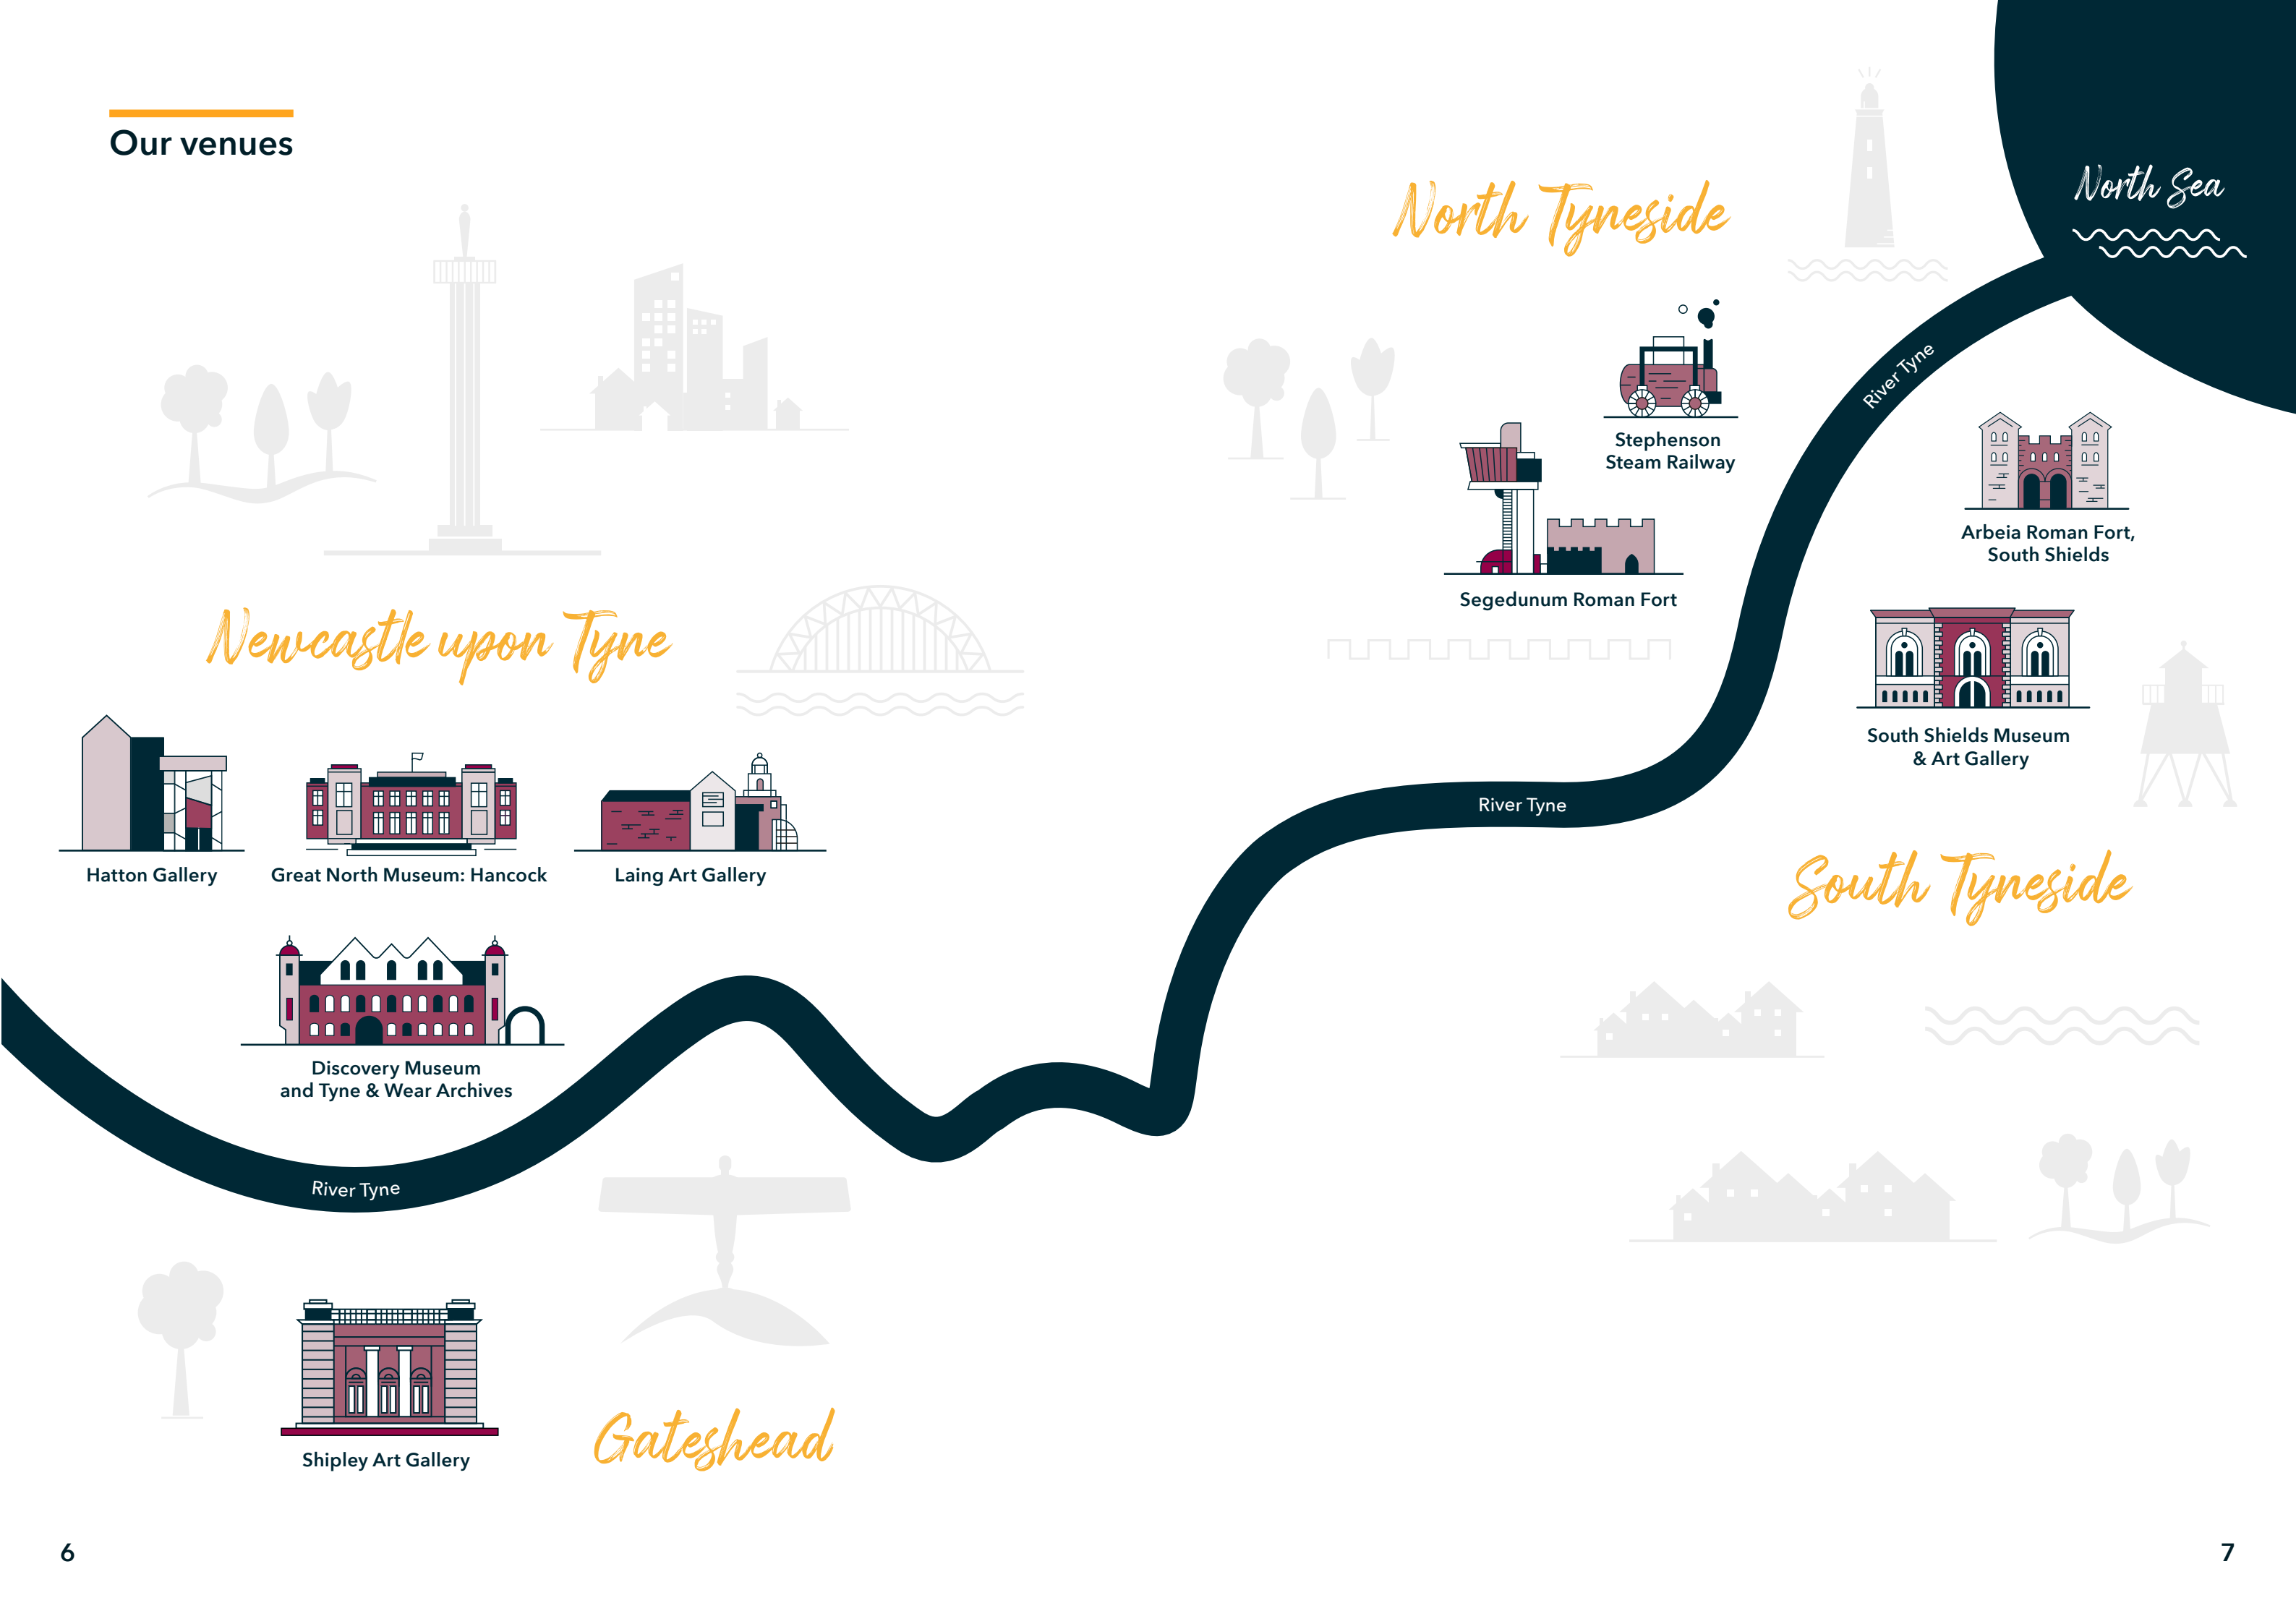 Our venues
Newcastle upon Tyne
Hatton Gallery
Great North Museum: Hancock
Laing Art Gallery
Discovery Museum
and Tyne & Wear Archives
River Tyne
Shipley Art Gallery
Gateshead
6
North Tyneside
North Sea
Stephenson
Steam Railway
River Tyne
Segedunum Roman Fort
Arbeia Roman Fort,
South Shields
South Shields Museum
& Art Gallery
River Tyne
South Tyneside
7